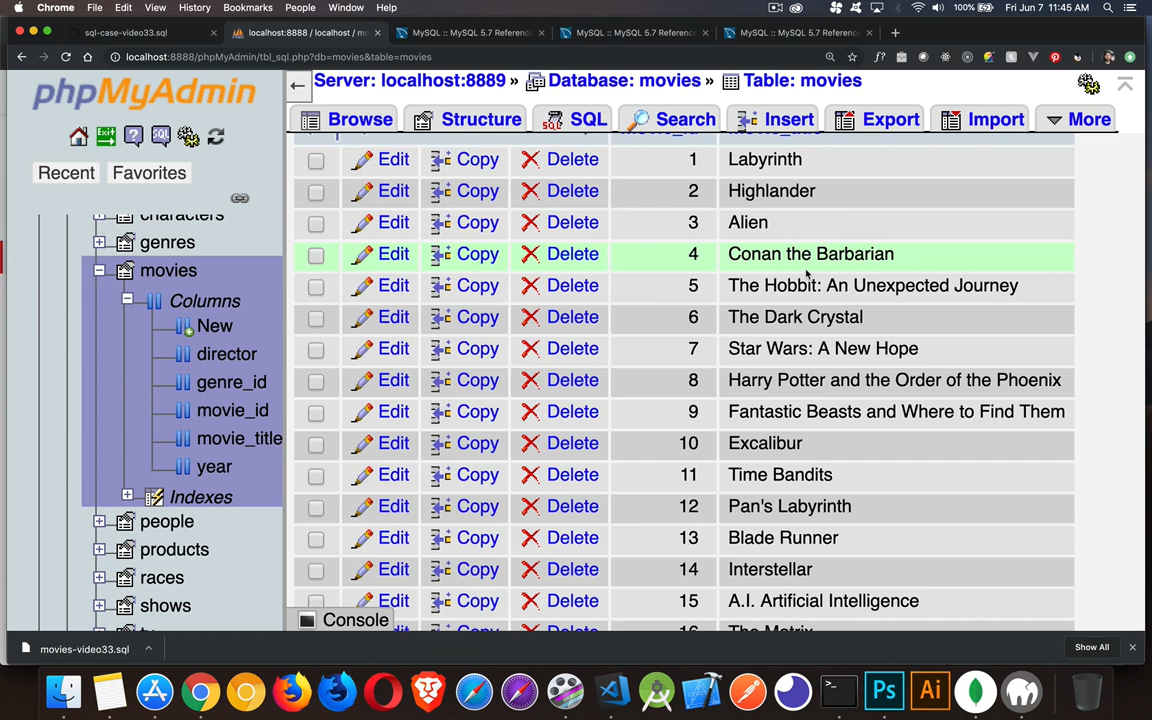 Chrome File Edit View History Bookmarks People Window Help 100% Fri Jun 7 11:45 AM
sql-case-video33.sql localhost:8888 / localhost / mo MySQL :: MySQL 5.7 Referenc MySQL :: MySQL 5.7 Referenc MySQL :: MySQL 5.7 Referenc
localhost:8888/phpMyAdmin/tbl_sql.php?db=movies&table=movies
phpMyAdmin
Recent Favorites
characters
genres
movies
Columns
New
director
genre_id
movie_id
movie_title
year
Indexes
people
products
races
shows
Server: localhost:8889 » Database: movies » Table: movies
Browse Structure SQL Search Insert Export Import More
Edit Copy Delete 1 Labyrinth
Edit Copy Delete 2 Highlander
Edit Copy Delete 3 Alien
Edit Copy Delete 4 Conan the Barbarian
Edit Copy Delete 5 The Hobbit: An Unexpected Journey
Edit Copy Delete 6 The Dark Crystal
Edit Copy Delete 7 Star Wars: A New Hope
Edit Copy Delete 8 Harry Potter and the Order of the Phoenix
Edit Copy Delete 9 Fantastic Beasts and Where to Find Them
Edit Copy Delete 10 Excalibur
Edit Copy Delete 11 Time Bandits
Edit Copy Delete 12 Pan's Labyrinth
Edit Copy Delete 13 Blade Runner
Edit Copy Delete 14 Interstellar
Edit Copy Delete 15 A.I. Artificial Intelligence
16 The Matrix
Console
movies-video33.sql Show All
Ps Ai